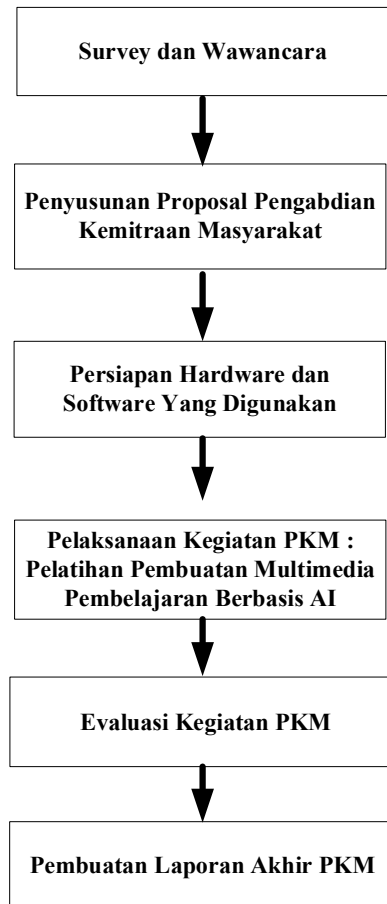 Survey dan Wawancara
Penyusunan Proposal Pengabdian
Kemitraan Masyarakat
Persiapan Hardware dan
Software Yang Digunakan
Pelaksanaan Kegiatan PKM :
Pelatihan Pembuatan Multimedia
Pembelajaran Berbasis AI
Evaluasi Kegiatan PKM
Pembuatan Laporan Akhir PKM